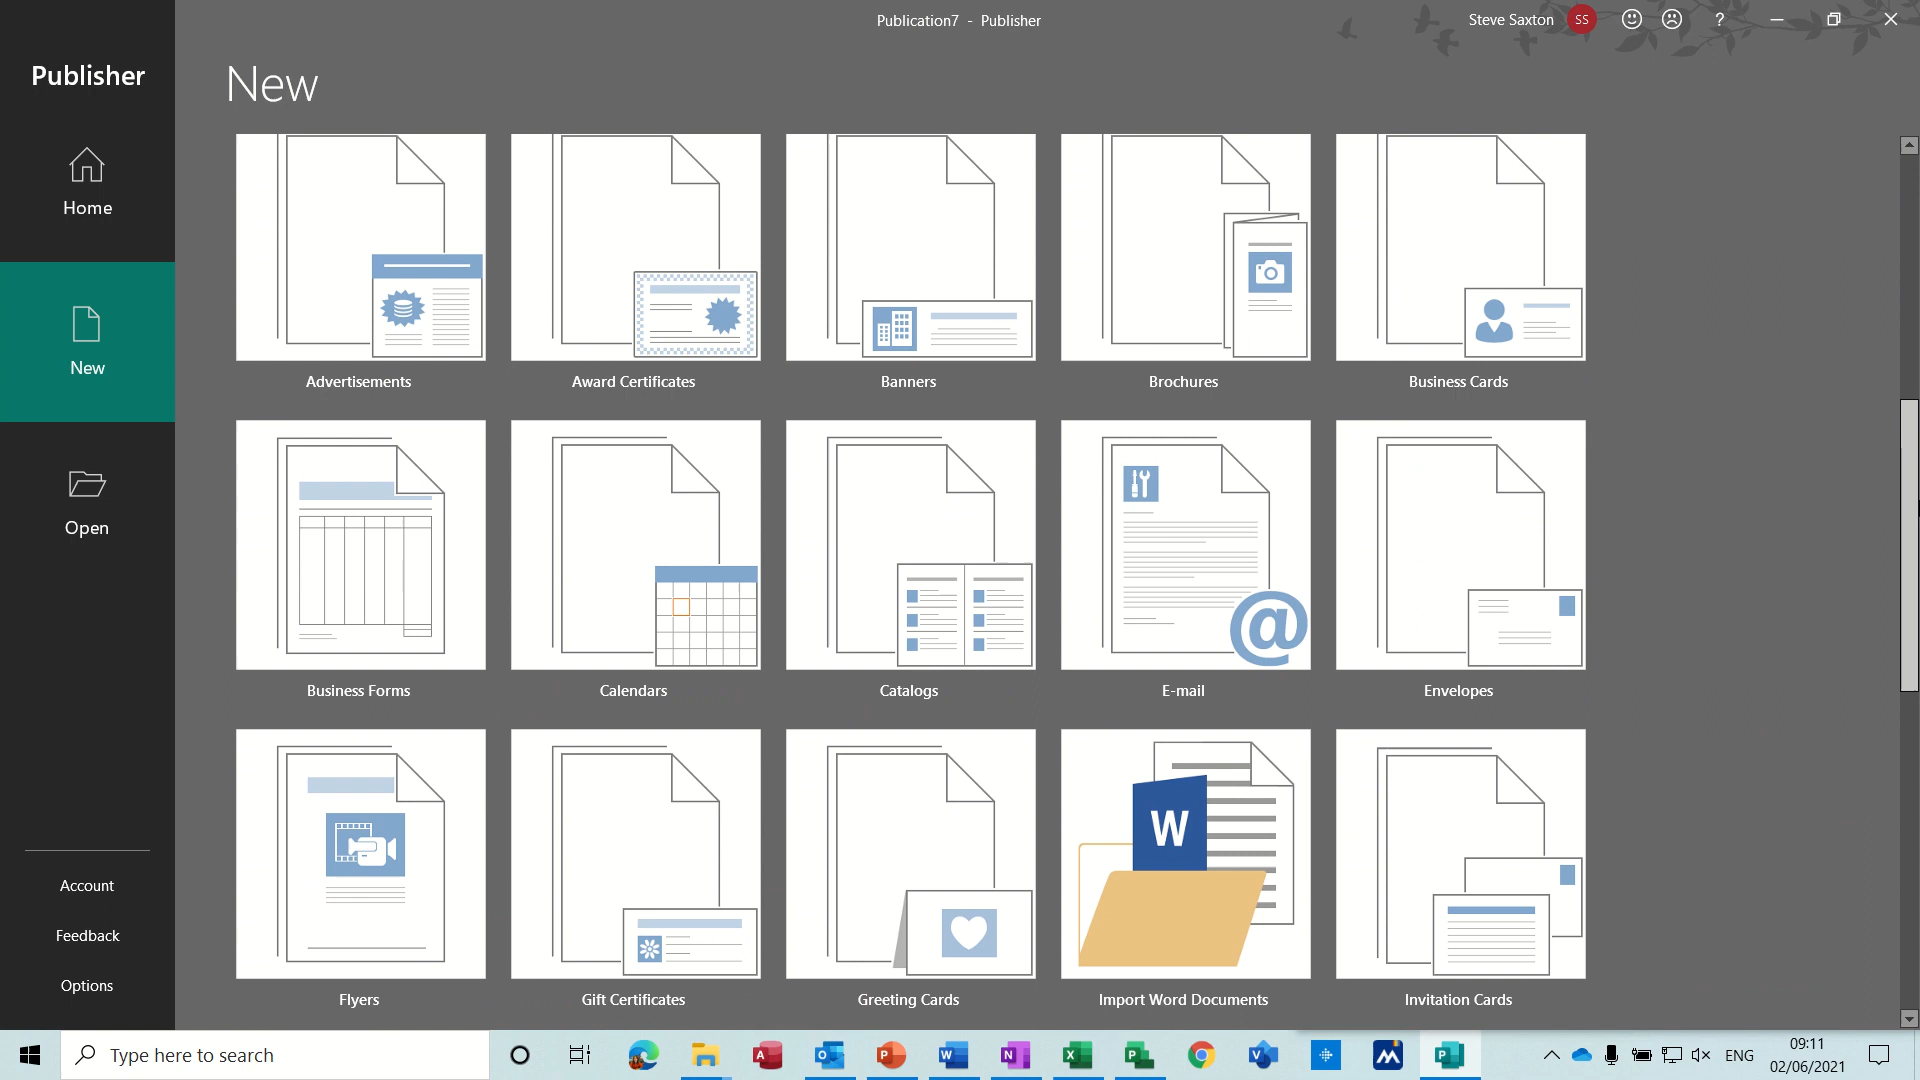 Publication7 - Publisher
Steve Saxton
SS
?
Publisher
New
Home
New
Open
Account
Feedback
Options
Advertisements
Award Certificates
Banners
Brochures
Business Cards
Business Forms
Calendars
Catalogs
@
E-mail
Envelopes
Flyers
Gift Certificates
Greeting Cards
W
Import Word Documents
Invitation Cards
Type here to search
A
O
P
W
N
X
P
V
P
ENG
09:11
02/06/2021